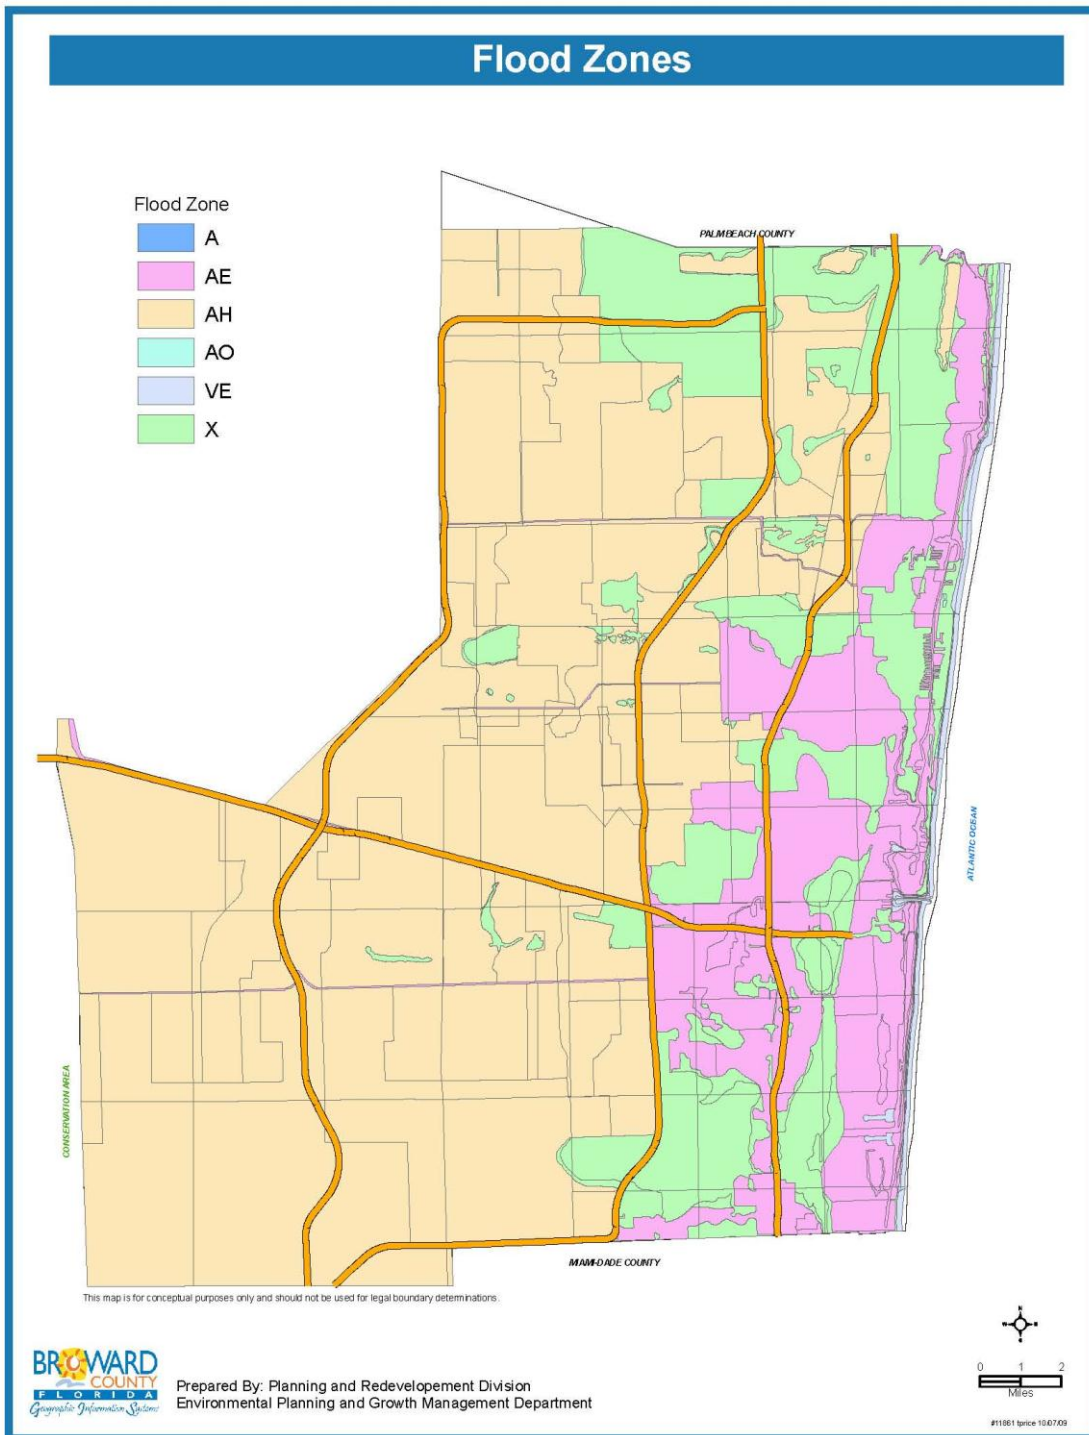 Flood Zones
Flood Zone
A
AE
AH
AO
VE
X
PALM BEACH COUNTY
ATLANTIC OCEAN
CONSERVATION AREA
MIAMI-DADE COUNTY
This map is for conceptual purposes only and should not be used for legal boundary determinations.
N
W E
S
BROWARD
COUNTY
FLORIDA
Geographic Information Systems
Prepared By: Planning and Redevelopement Division
Environmental Planning and Growth Management Department
0 1 2
Miles
#11861 tprice 10/07/09